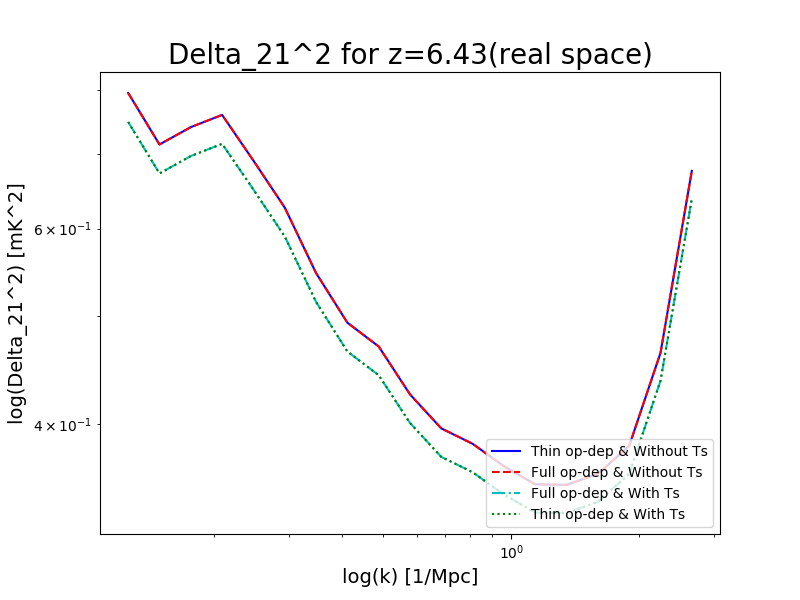 Delta_21^2 for z=6.43(real space)
log(Delta_21^2) [mK^2]
6 × 10⁻¹
4 × 10⁻¹
Thin op-dep & Without Ts
Full op-dep & Without Ts
Full op-dep & With Ts
Thin op-dep & With Ts
10⁰
log(k) [1/Mpc]